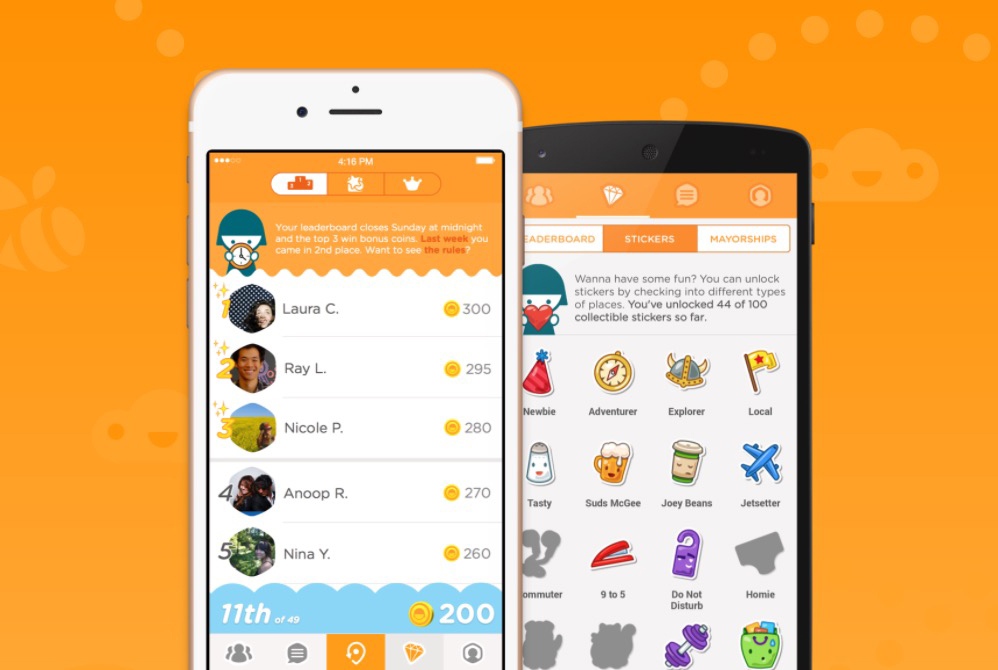 4:16 PM
1 2 3
Your leaderboard closes Sunday at midnight
and the top 3 win bonus coins. Last week you
came in 2nd place. Want to see the rules?
1
Laura C.
300
2
Ray L.
295
3
Nicole P.
280
4
Anoop R.
270
5
Nina Y.
260
11th of 49
200
EADERBOARD
STICKERS
MAYORSHIPS
Wanna have some fun? You can unlock
stickers by checking into different types
of places. You've unlocked 44 of 100
collectible stickers so far.
Newbie
Adventurer
Explorer
Local
Tasty
Suds McGee
Joey Beans
Jetsetter
ommuter
9 to 5
Do Not
Disturb
Homie